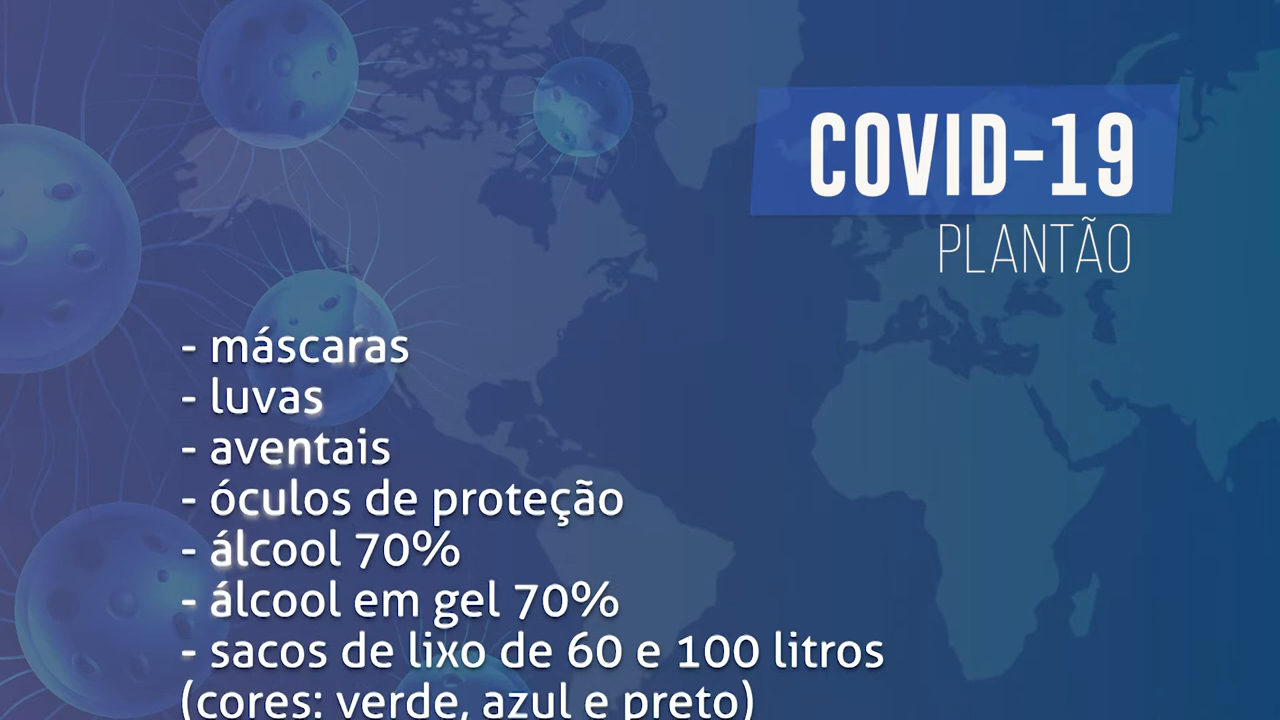 COVID-19
PLANTÃO
- máscaras
- luvas
- aventais
- óculos de proteção
- álcool 70%
- álcool em gel 70%
- sacos de lixo de 60 e 100 litros
(cores: verde, azul e preto)